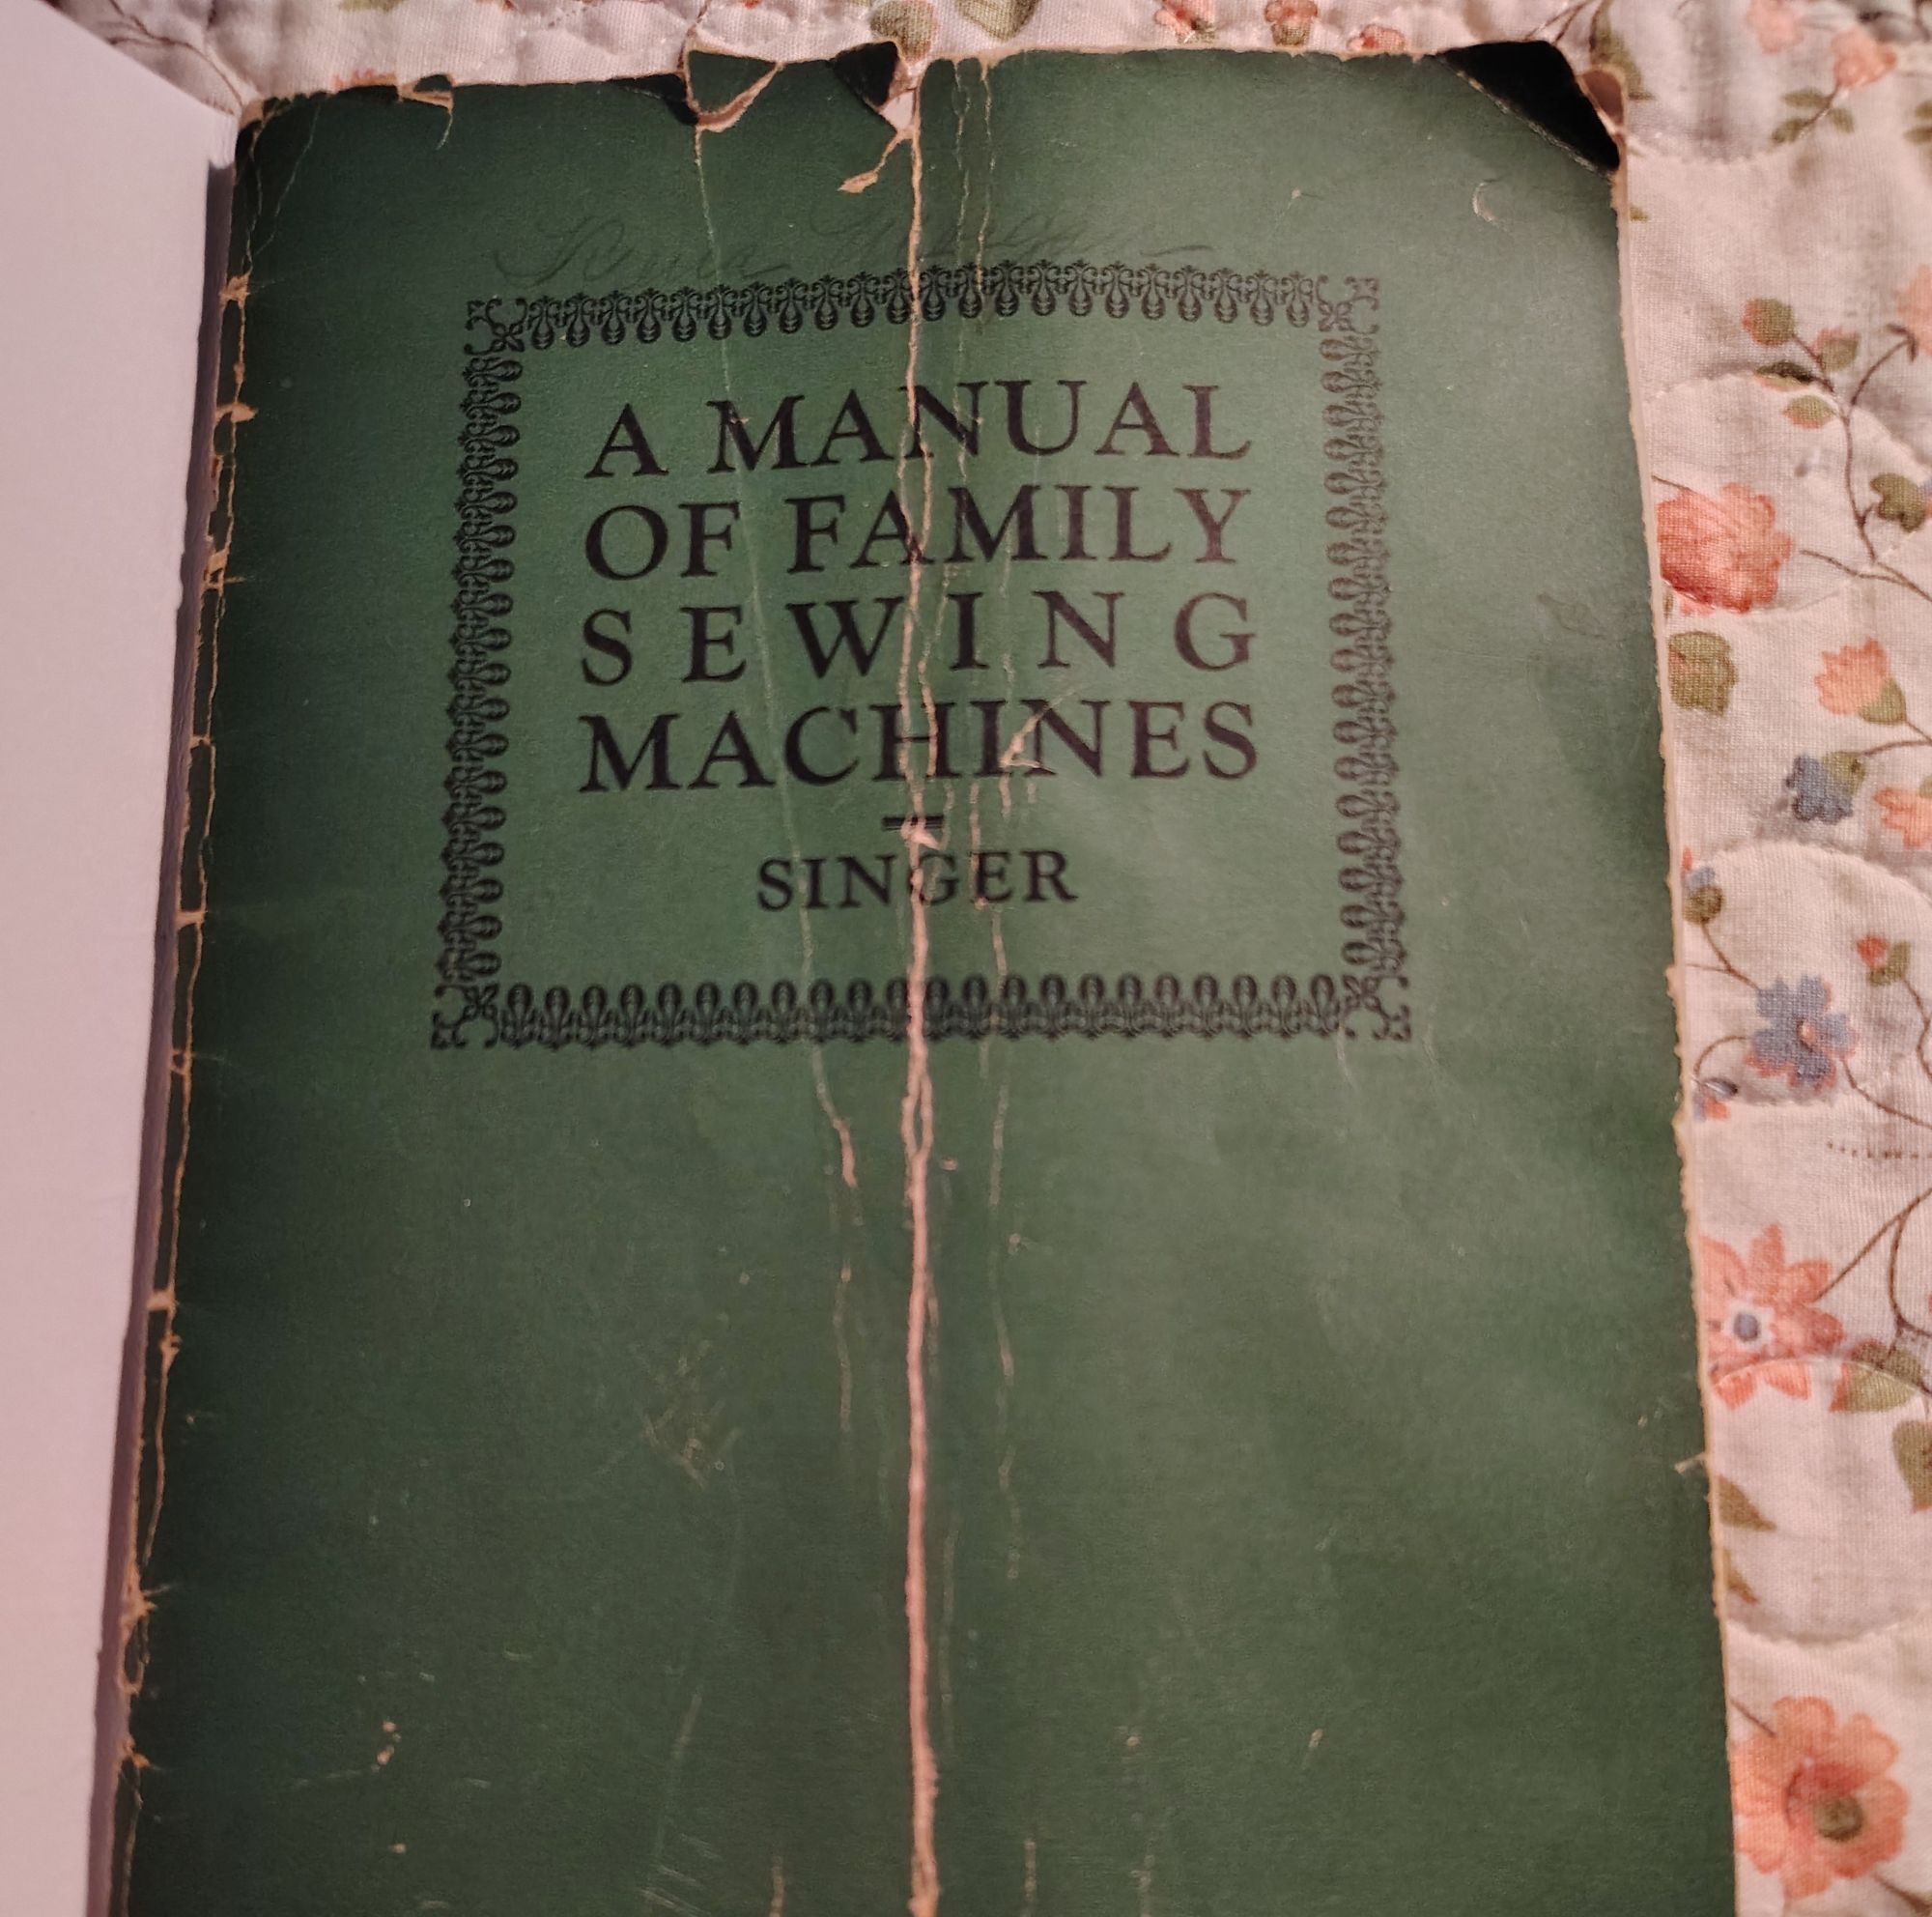 A MANUAL
OF FAMILY
SEWING
MACHINES
SINGER